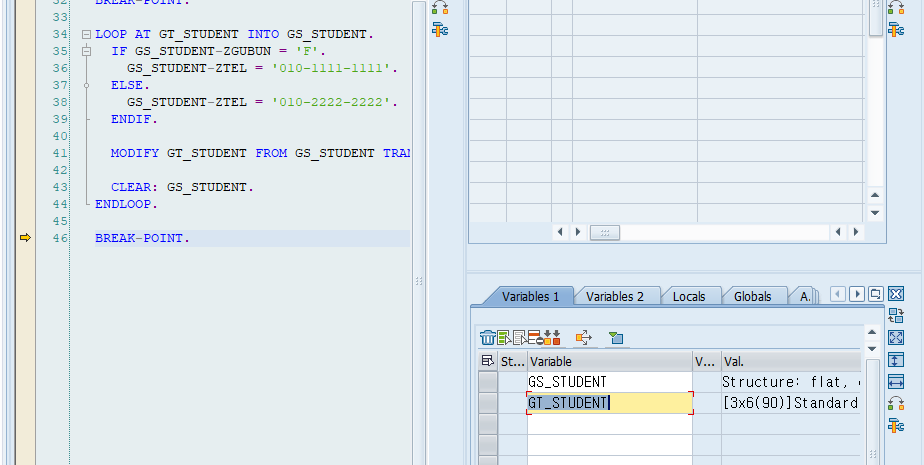 32 BREAK-POINT.
33
34 LOOP AT GT_STUDENT INTO GS_STUDENT.
35 IF GS_STUDENT-ZGUBUN = 'F'.
36 GS_STUDENT-ZTEL = '010-1111-1111'.
37 ELSE.
38 GS_STUDENT-ZTEL = '010-2222-2222'.
39 ENDIF.
40
41 MODIFY GT_STUDENT FROM GS_STUDENT TRAN
42
43 CLEAR: GS_STUDENT.
44 ENDLOOP.
45
46 BREAK-POINT.
Variables 1 Variables 2 Locals Globals A.
St... Variable V... Val.
GS_STUDENT Structure: flat,
GT_STUDENT [3x6(90)]Standard